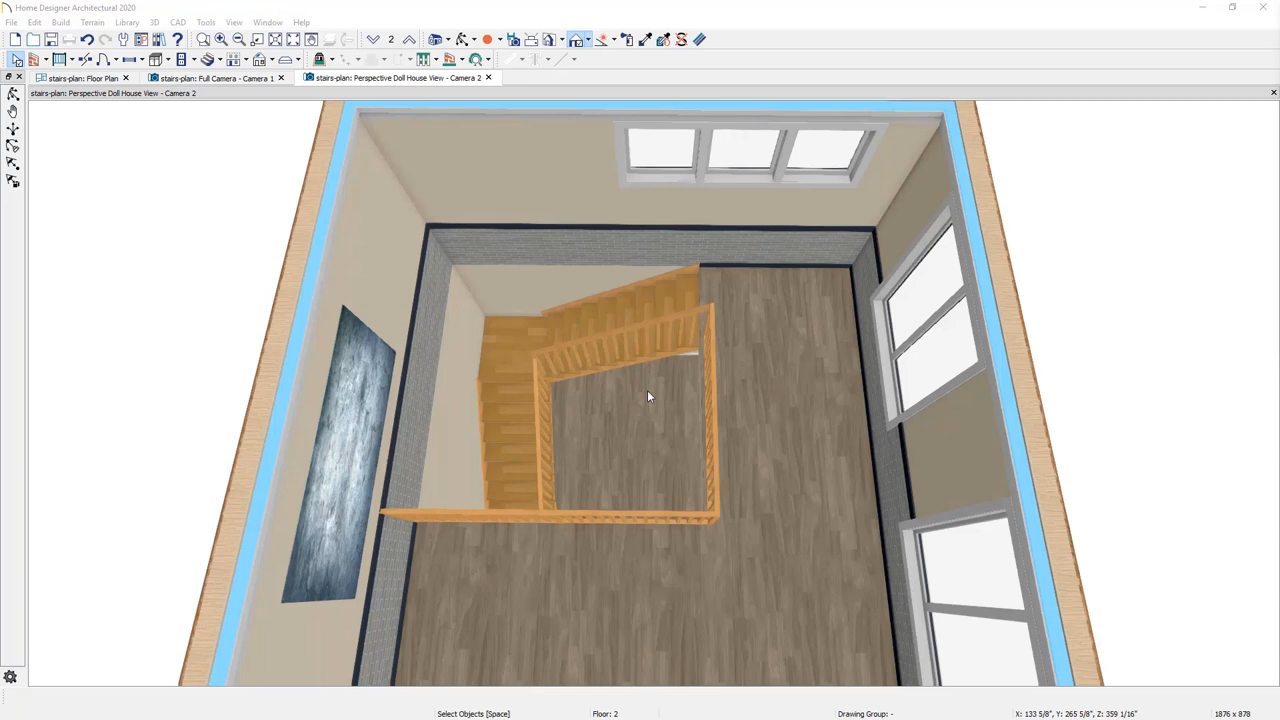 Home Designer Architectural 2020
File Edit Build Terrain Library 3D CAD Tools View Window Help
2
stairs-plan: Floor Plan stairs-plan: Full Camera - Camera 1 stairs-plan: Perspective Doll House View - Camera 2
stairs-plan: Perspective Doll House View - Camera 2
Select Objects [Space] Floor: 2 Drawing Group: - X: 133 5/8", Y: 265 5/8", Z: 359 1/16" 1876 x 878